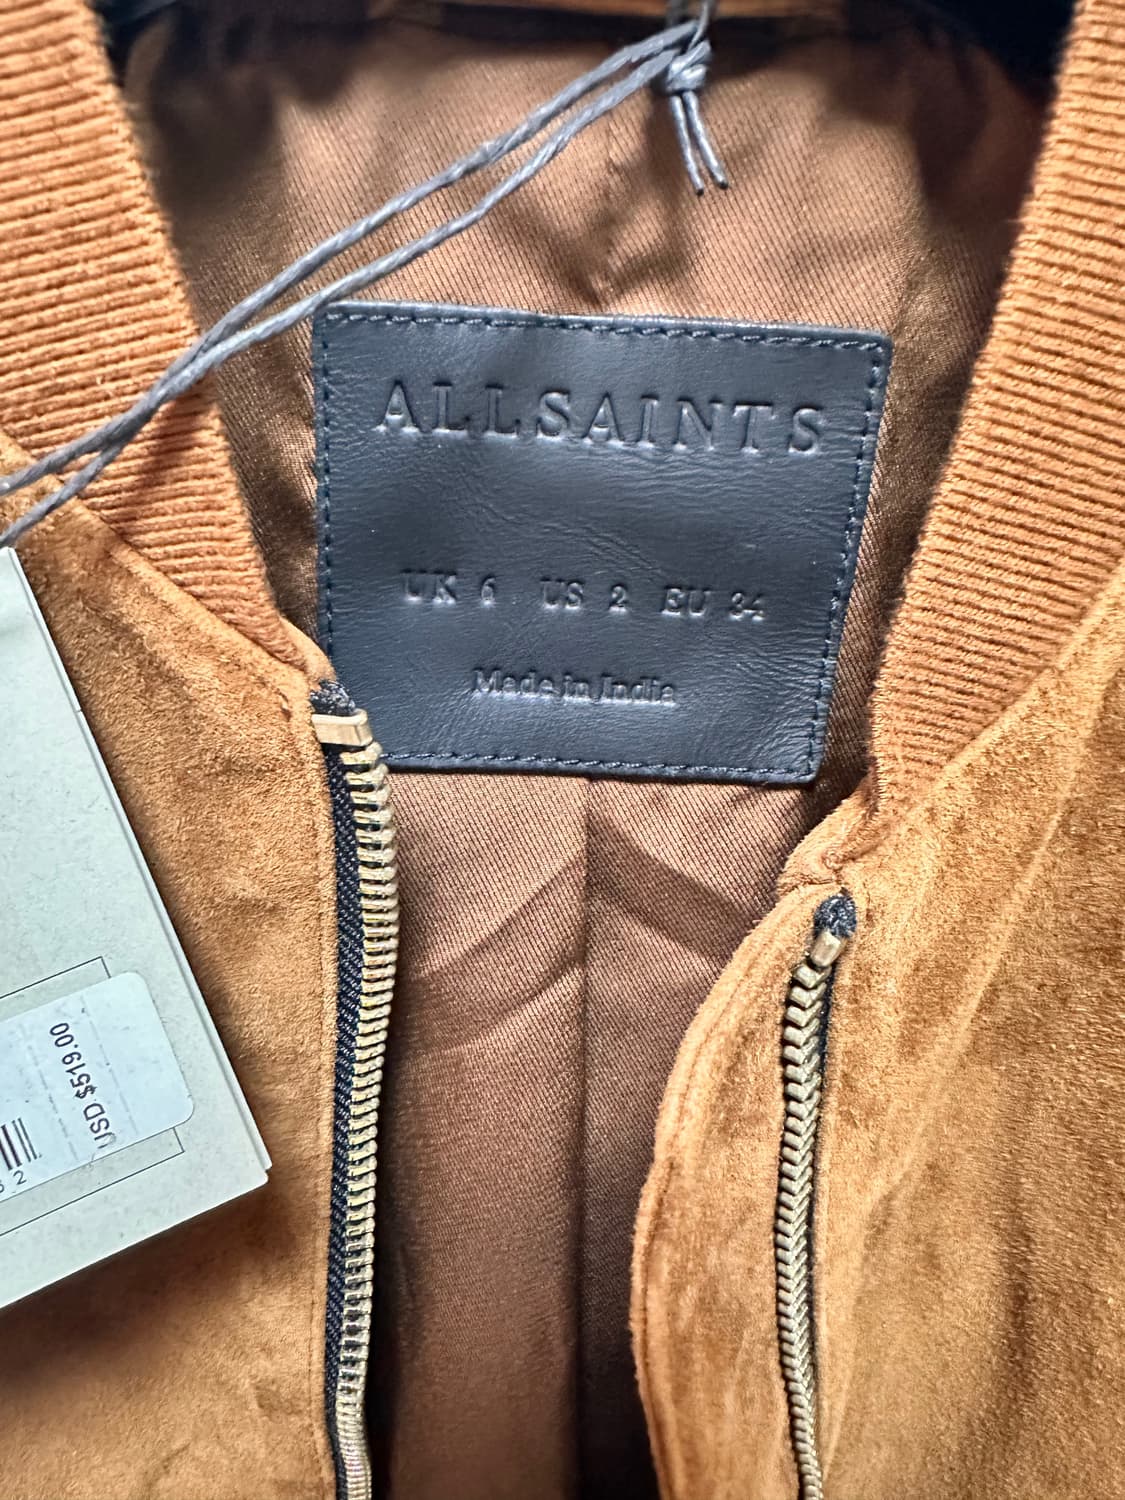 ALLSAINTS
UK 6 US 2 EU 34
Made in India
USD $519.00